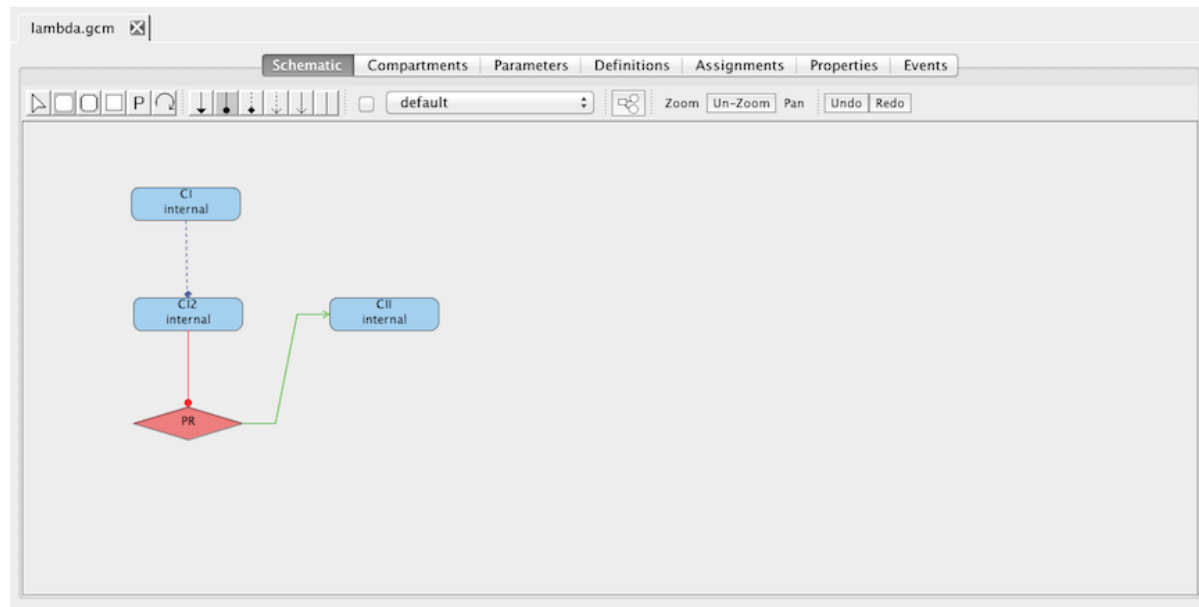 lambda.gcm
Schematic Compartments Parameters Definitions Assignments Properties Events
P default Zoom Un-Zoom Pan Undo Redo
CI
internal
CI2
internal
CII
internal
PR